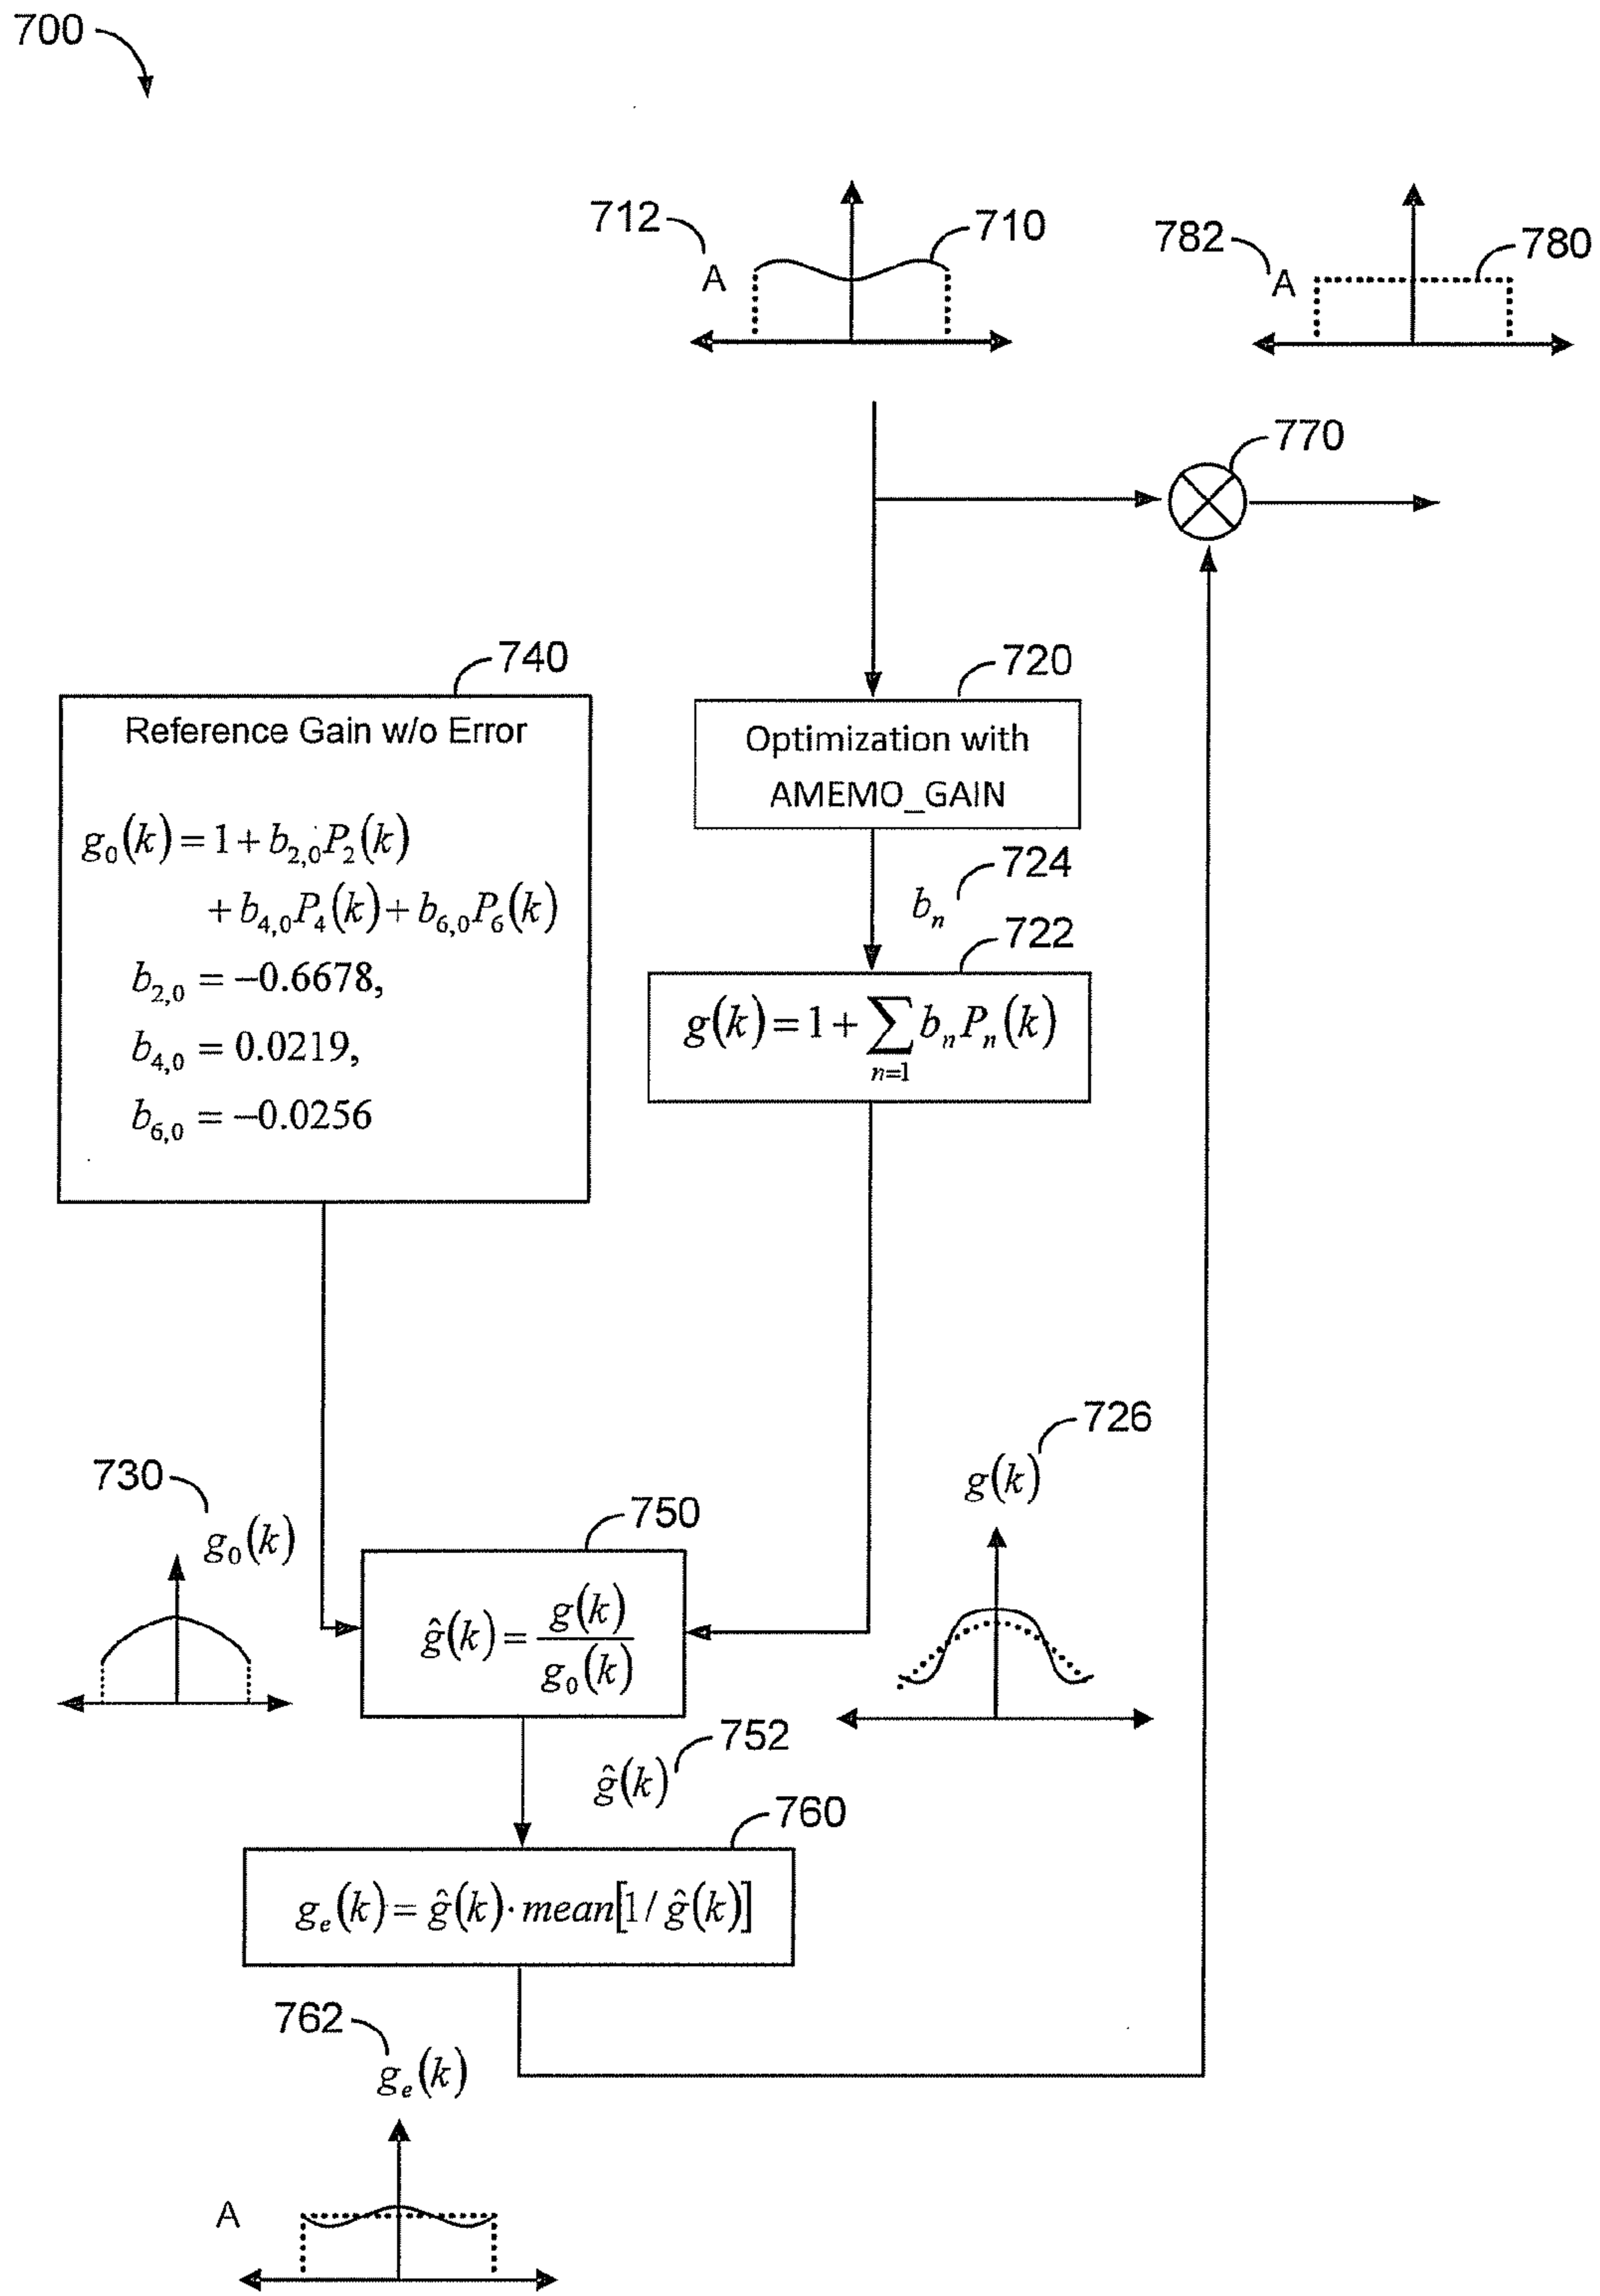 700
712
A
710
782
A
780
770
740
Reference Gain w/o Error
g₀(k) = 1 + b₂,₀P₂(k)
+ b₄,₀P₄(k) + b₆,₀P₆(k)
b₂,₀ = −0.6678,
b₄,₀ = 0.0219,
b₆,₀ = −0.0256
720
Optimization with
AMEMO_GAIN
724
bₙ
722
g(k) = 1 + ∑ bₙPₙ(k)
n=1
726
g(k)
730
g₀(k)
750
ĝ(k) = g(k) / g₀(k)
752
ĝ(k)
760
gₑ(k) = ĝ(k) · mean[1/ ĝ(k)]
762
gₑ(k)
A